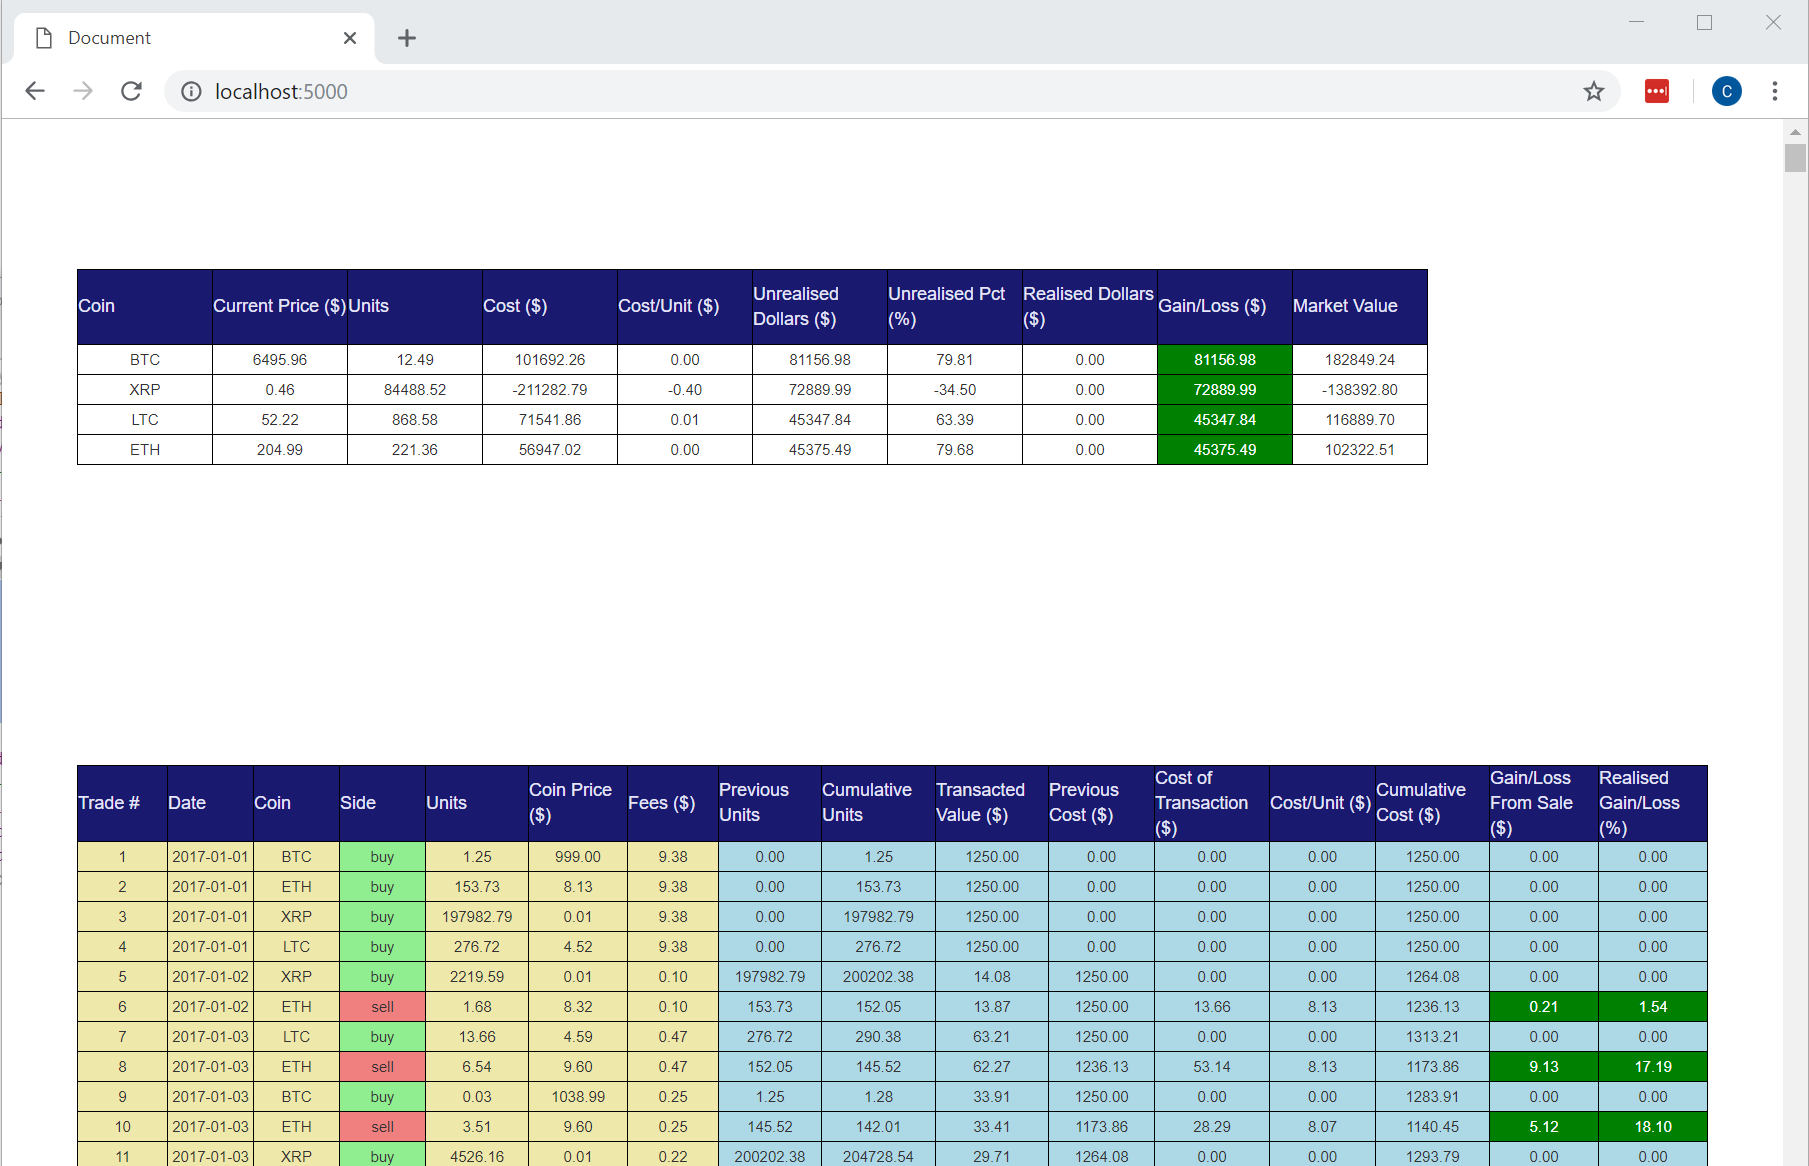 Document
localhost:5000
C
Coin Current Price ($) Units Cost ($) Cost/Unit ($) Unrealised Dollars ($) Unrealised Pct (%) Realised Dollars ($) Gain/Loss ($) Market Value
BTC 6495.96 12.49 101692.26 0.00 81156.98 79.81 0.00 81156.98 182849.24
XRP 0.46 84488.52 -211282.79 -0.40 72889.99 -34.50 0.00 72889.99 -138392.80
LTC 52.22 868.58 71541.86 0.01 45347.84 63.39 0.00 45347.84 116889.70
ETH 204.99 221.36 56947.02 0.00 45375.49 79.68 0.00 45375.49 102322.51
Trade # Date Coin Side Units Coin Price ($) Fees ($) Previous Units Cumulative Units Transacted Value ($) Previous Cost ($) Cost of Transaction ($) Cost/Unit ($) Cumulative Cost ($) Gain/Loss From Sale ($) Realised Gain/Loss (%)
1 2017-01-01 BTC buy 1.25 999.00 9.38 0.00 1.25 1250.00 0.00 0.00 0.00 1250.00 0.00 0.00
2 2017-01-01 ETH buy 153.73 8.13 9.38 0.00 153.73 1250.00 0.00 0.00 0.00 1250.00 0.00 0.00
3 2017-01-01 XRP buy 197982.79 0.01 9.38 0.00 197982.79 1250.00 0.00 0.00 0.00 1250.00 0.00 0.00
4 2017-01-01 LTC buy 276.72 4.52 9.38 0.00 276.72 1250.00 0.00 0.00 0.00 1250.00 0.00 0.00
5 2017-01-02 XRP buy 2219.59 0.01 0.10 197982.79 200202.38 14.08 1250.00 0.00 0.00 1264.08 0.00 0.00
6 2017-01-02 ETH sell 1.68 8.32 0.10 153.73 152.05 13.87 1250.00 13.66 8.13 1236.13 0.21 1.54
7 2017-01-03 LTC buy 13.66 4.59 0.47 276.72 290.38 63.21 1250.00 0.00 0.00 1313.21 0.00 0.00
8 2017-01-03 ETH sell 6.54 9.60 0.47 152.05 145.52 62.27 1236.13 53.14 8.13 1173.86 9.13 17.19
9 2017-01-03 BTC buy 0.03 1038.99 0.25 1.25 1.28 33.91 1250.00 0.00 0.00 1283.91 0.00 0.00
10 2017-01-03 ETH sell 3.51 9.60 0.25 145.52 142.01 33.41 1173.86 28.29 8.07 1140.45 5.12 18.10
11 2017-01-03 XRP buy 4526.16 0.01 0.22 200202.38 204728.54 29.71 1264.08 0.00 0.00 1293.79 0.00 0.00